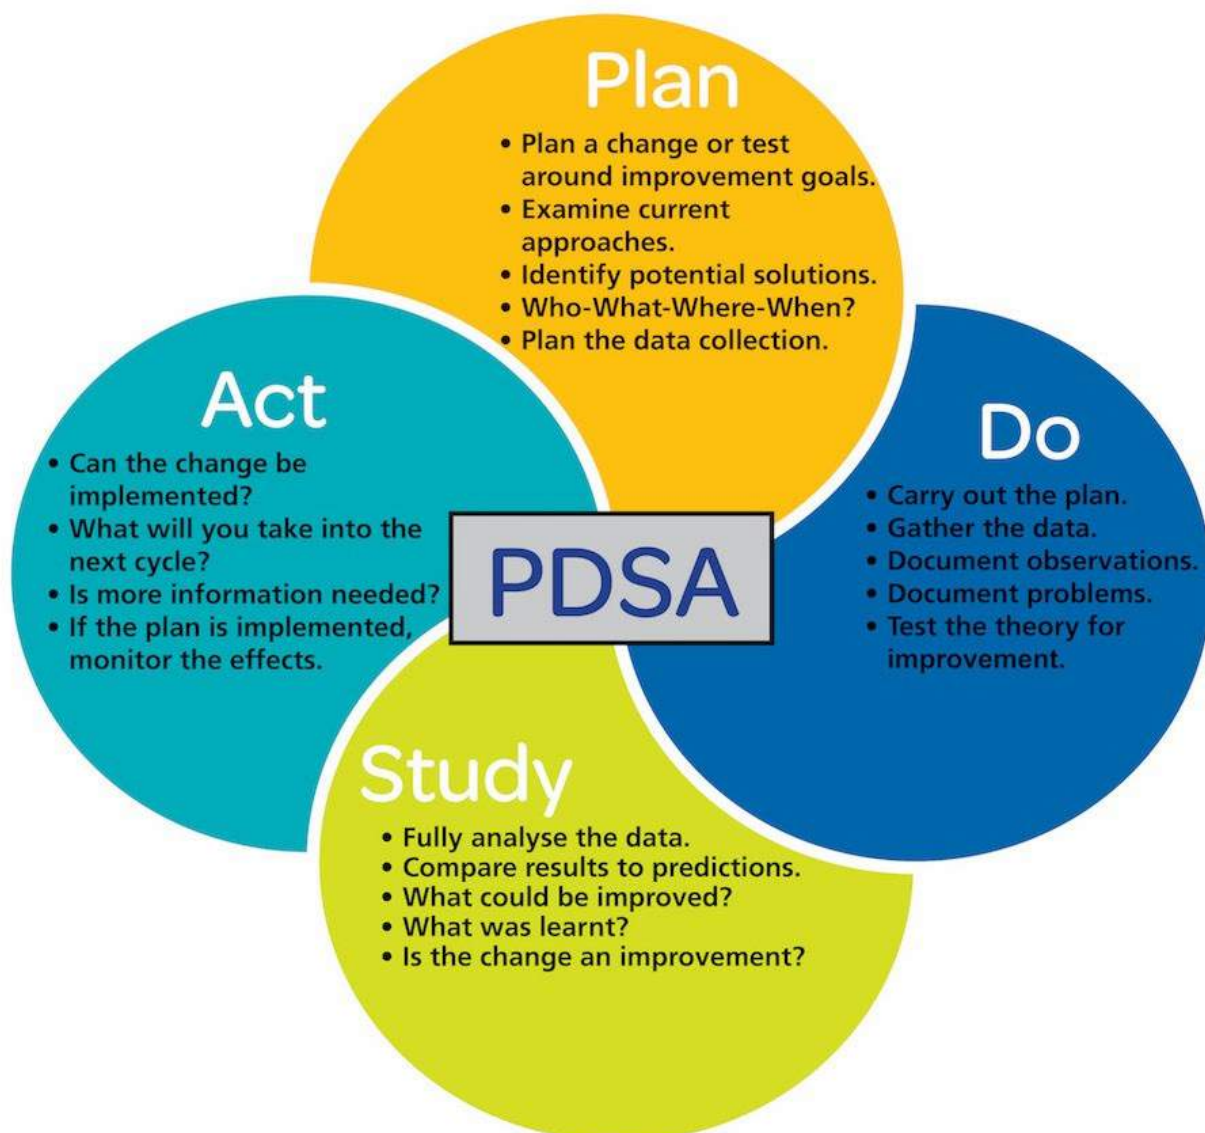 Plan
• Plan a change or test
around improvement goals.
• Examine current
approaches.
• Identify potential solutions.
• Who-What-Where-When?
• Plan the data collection.
Act
• Can the change be
implemented?
• What will you take into the
next cycle?
• Is more information needed?
• If the plan is implemented,
monitor the effects.
Do
• Carry out the plan.
• Gather the data.
• Document observations.
• Document problems.
• Test the theory for
improvement.
PDSA
Study
• Fully analyse the data.
• Compare results to predictions.
• What could be improved?
• What was learnt?
• Is the change an improvement?